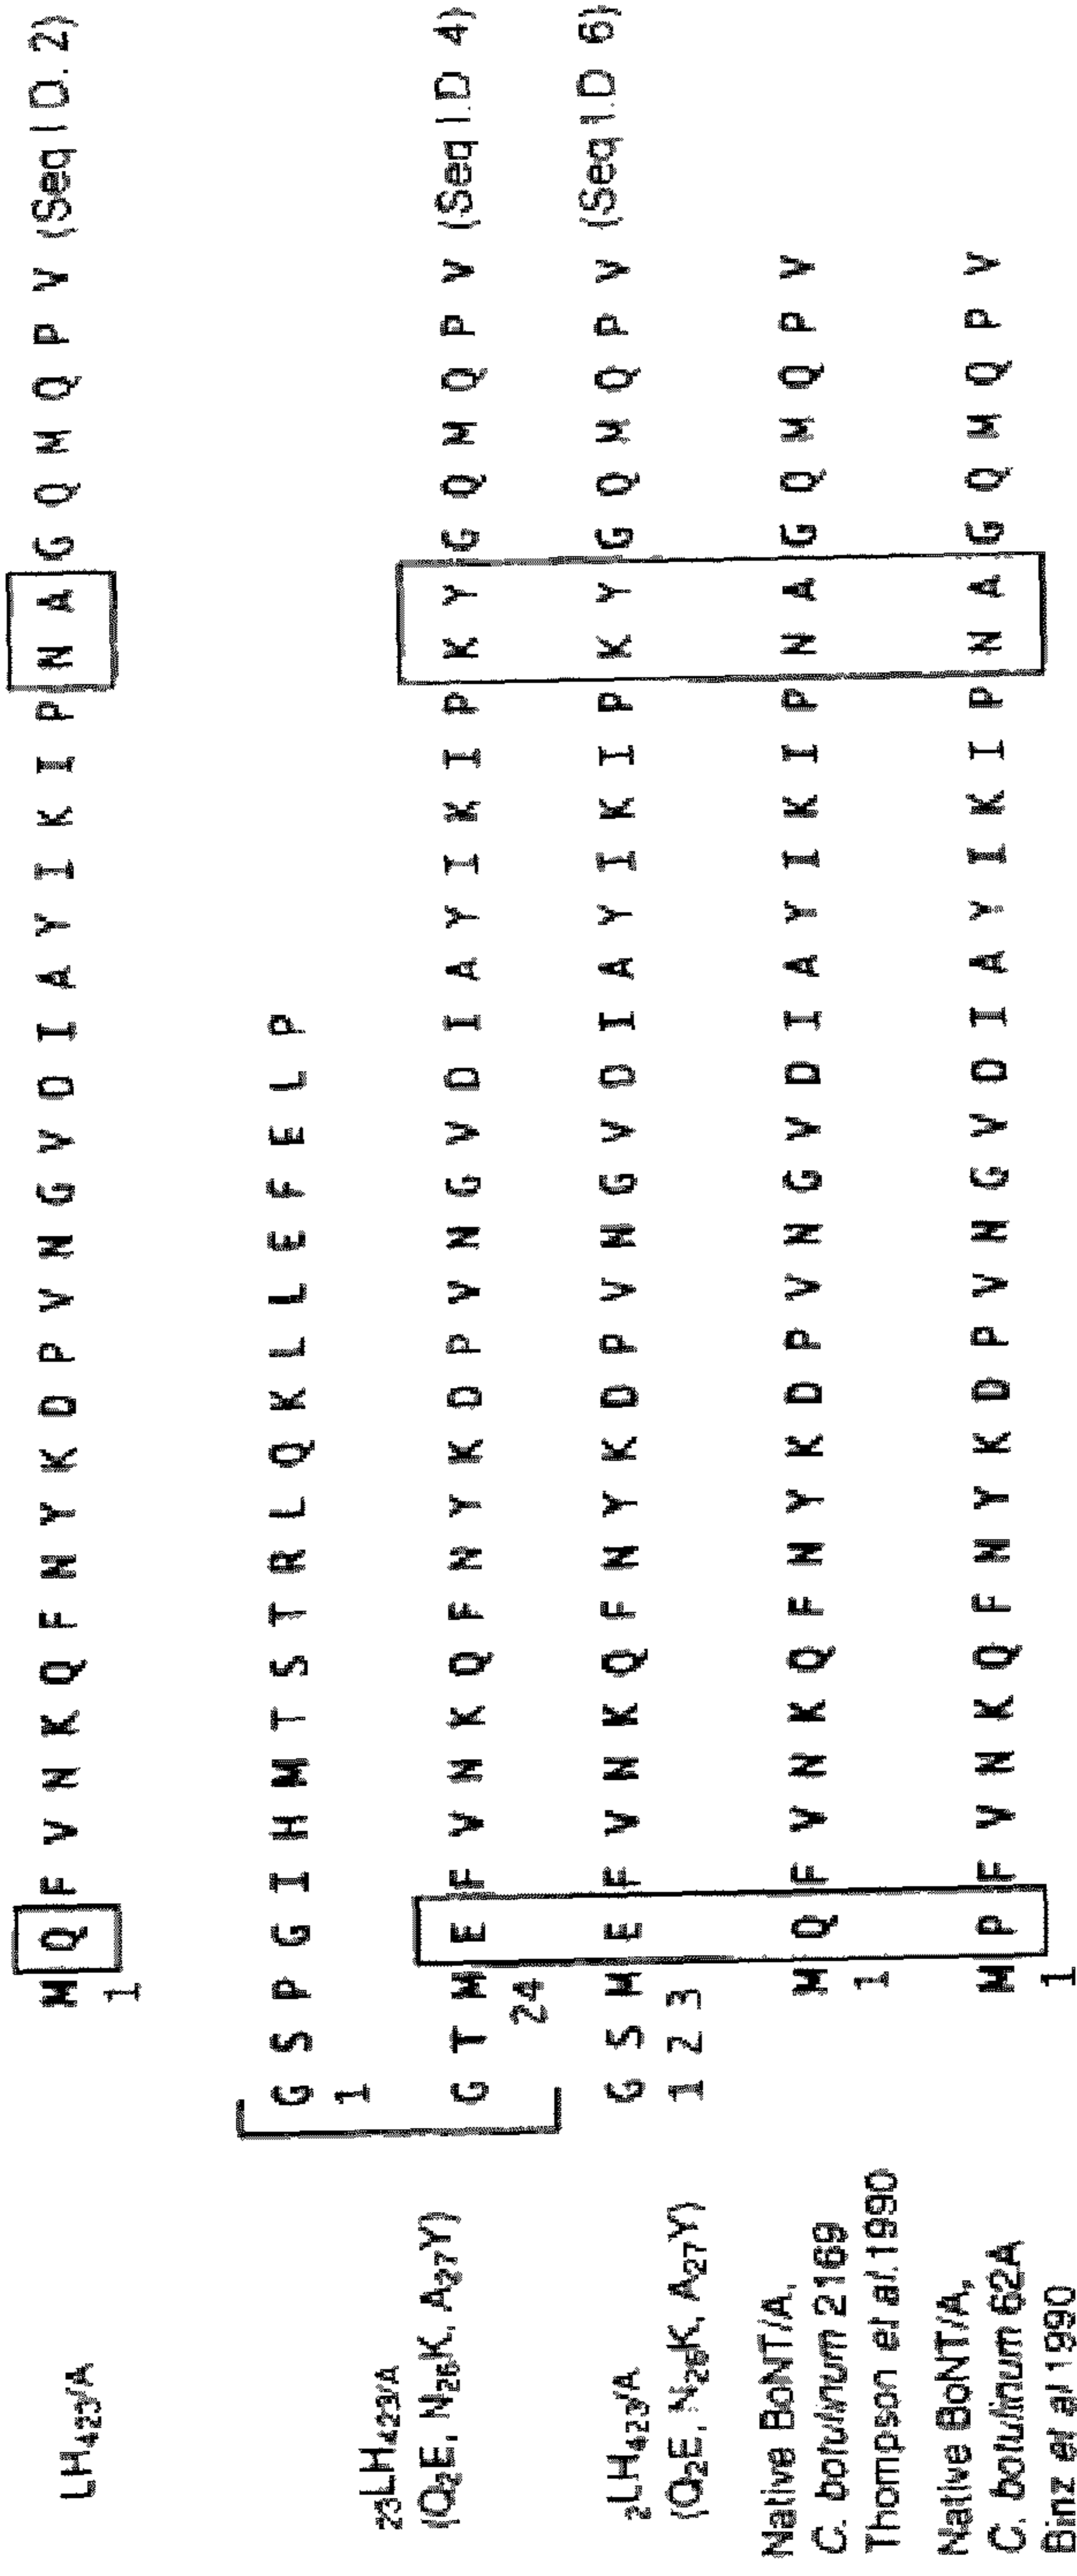 LH₄₂₃/A M Q F V N K Q F N Y K D P V N G V D I A Y I K I P N A G Q M Q P V (Seq I D. 2)
1
G S P G I H M T S T R L Q K L L E F E L P
1
₂₃LH₄₂₃/A
(Q₂E, N₂₆K, A₂₇Y) G T M E F V N K Q F N Y K D P V N G V D I A Y I K I P K Y G Q M Q P V (Seq I.D 4)
24
₂LH₄₂₃/A G S M E F V N K Q F N Y K D P V N G V D I A Y I K I P K Y G Q M Q P V (Seq I.D 6)
(Q₂E, N₂₆K, A₂₇Y) 1 2 3
Native BoNT/A, M Q F V N K Q F N Y K D P V N G V D I A Y I K I P N A G Q M Q P V
C. botulinum 2169 1
Thompson et al. 1990
Native BoNT/A, M P F V N K Q F N Y K D P V N G V D I A Y I K I P N A G Q M Q P V
C. botulinum 62A 1
Binz et al 1990